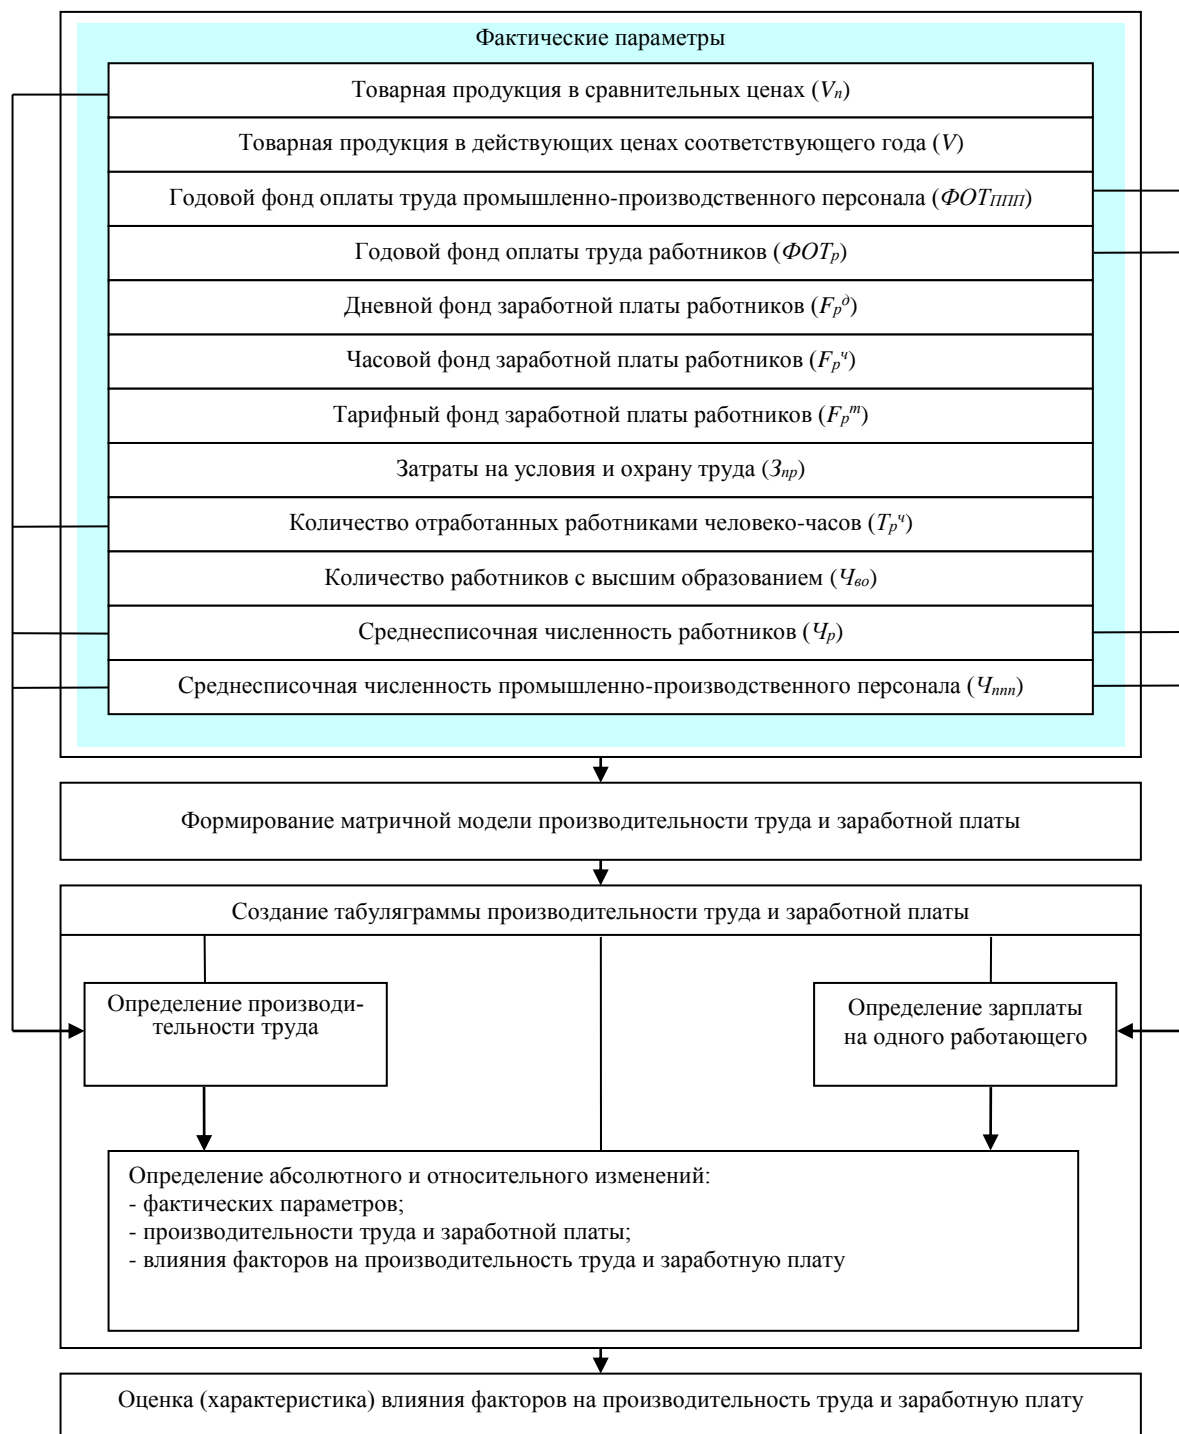 Фактические параметры
Товарная продукция в сравнительных ценах (Vп)
Товарная продукция в действующих ценах соответствующего года (V)
Годовой фонд оплаты труда промышленно-производственного персонала (ФОТППП)
Годовой фонд оплаты труда работников (ФОТр)
Дневной фонд заработной платы работников (Fрд)
Часовой фонд заработной платы работников (Fрч)
Тарифный фонд заработной платы работников (Fрт)
Затраты на условия и охрану труда (Зпр)
Количество отработанных работниками человеко-часов (Трч)
Количество работников с высшим образованием (Чво)
Среднесписочная численность работников (Чр)
Среднесписочная численность промышленно-производственного персонала (Чппп)
Формирование матричной модели производительности труда и заработной платы
Создание табуляграммы производительности труда и заработной платы
Определение производи-
тельности труда
Определение зарплаты
на одного работающего
Определение абсолютного и относительного изменений:
- фактических параметров;
- производительности труда и заработной платы;
- влияния факторов на производительность труда и заработную плату
Оценка (характеристика) влияния факторов на производительность труда и заработную плату